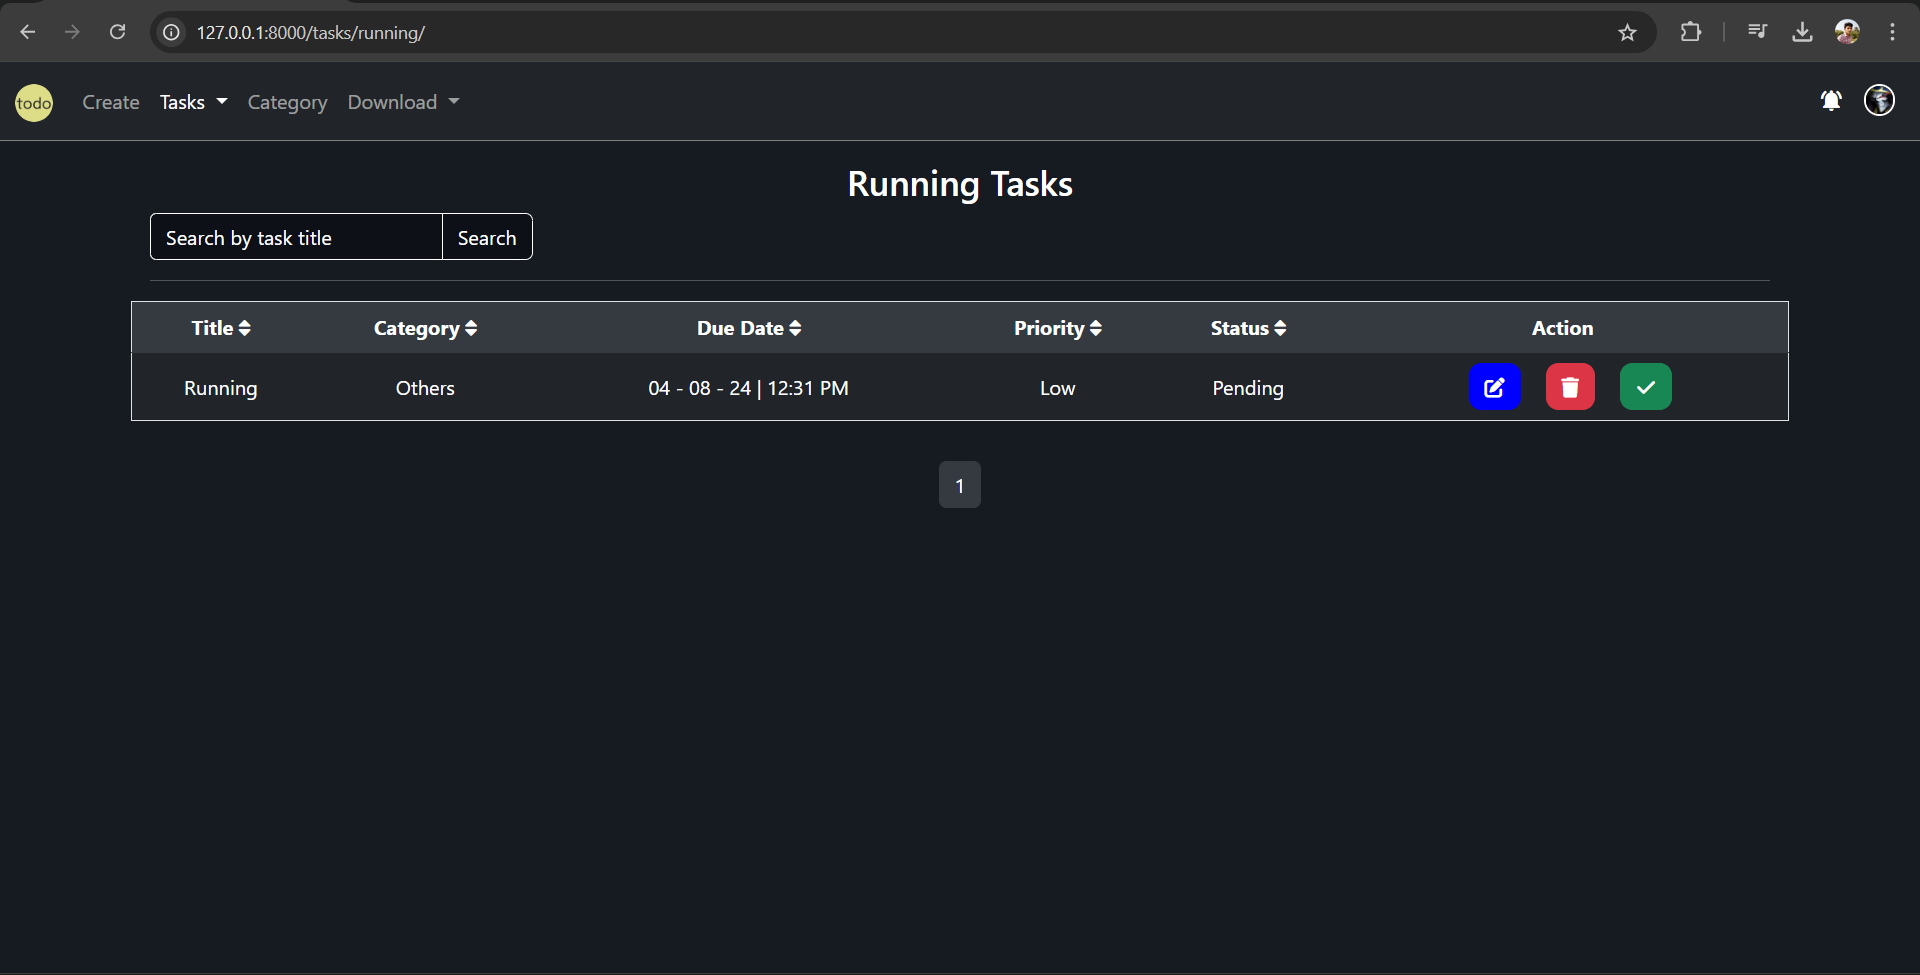 127.0.0.1:8000/tasks/running/
todo Create Tasks Category Download
Running Tasks
Search by task title Search
Title Category Due Date Priority Status Action
Running Others 04 - 08 - 24 | 12:31 PM Low Pending
1